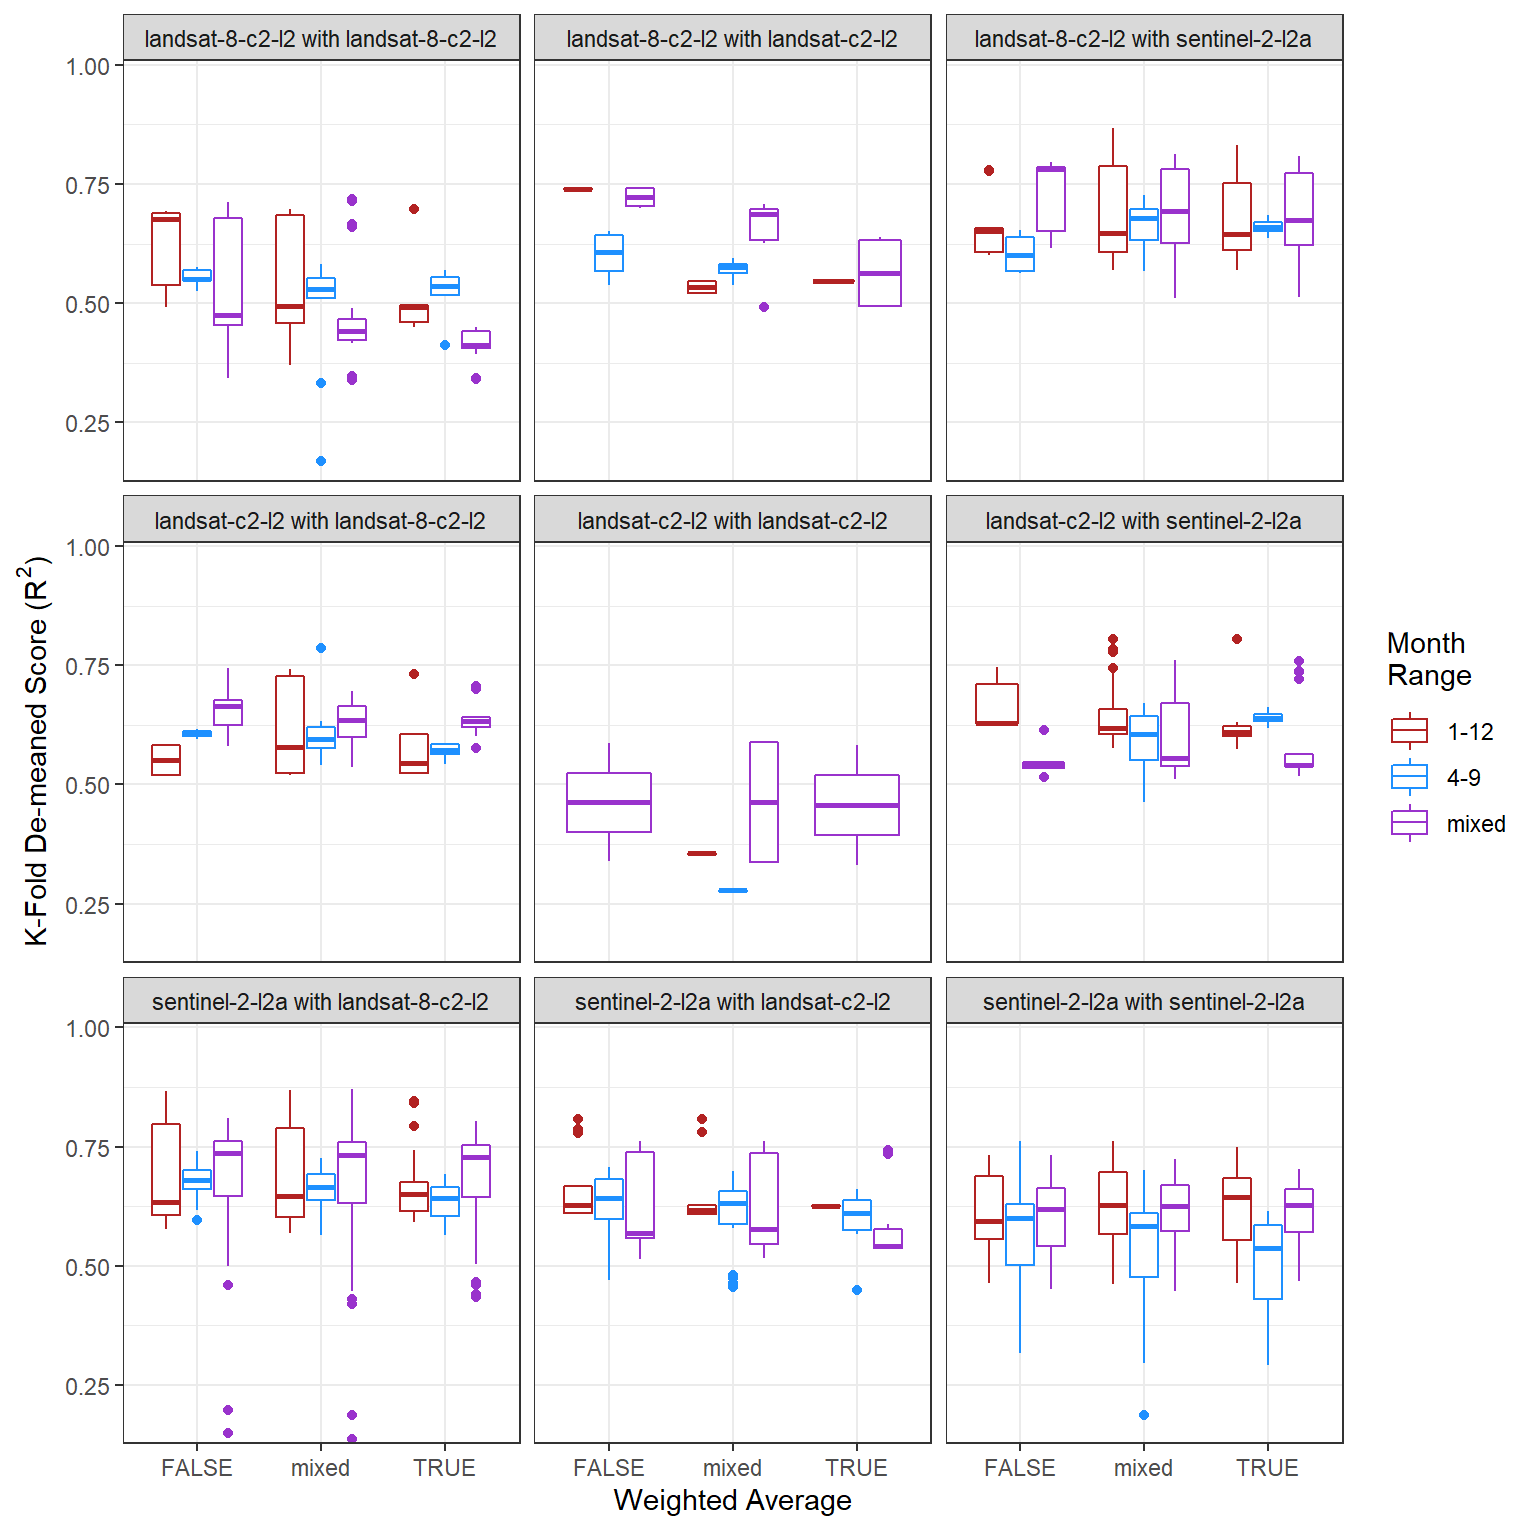 landsat-8-c2-l2 with landsat-8-c2-l2
landsat-8-c2-l2 with landsat-c2-l2
landsat-8-c2-l2 with sentinel-2-l2a
1.00
0.75
0.50
0.25
landsat-c2-l2 with landsat-8-c2-l2
landsat-c2-l2 with landsat-c2-l2
landsat-c2-l2 with sentinel-2-l2a
1.00
0.75
0.50
0.25
sentinel-2-l2a with landsat-8-c2-l2
sentinel-2-l2a with landsat-c2-l2
sentinel-2-l2a with sentinel-2-l2a
1.00
0.75
0.50
0.25
FALSE mixed TRUE
FALSE mixed TRUE
FALSE mixed TRUE
Weighted Average
K-Fold De-meaned Score (R²)
Month
Range
1-12
4-9
mixed